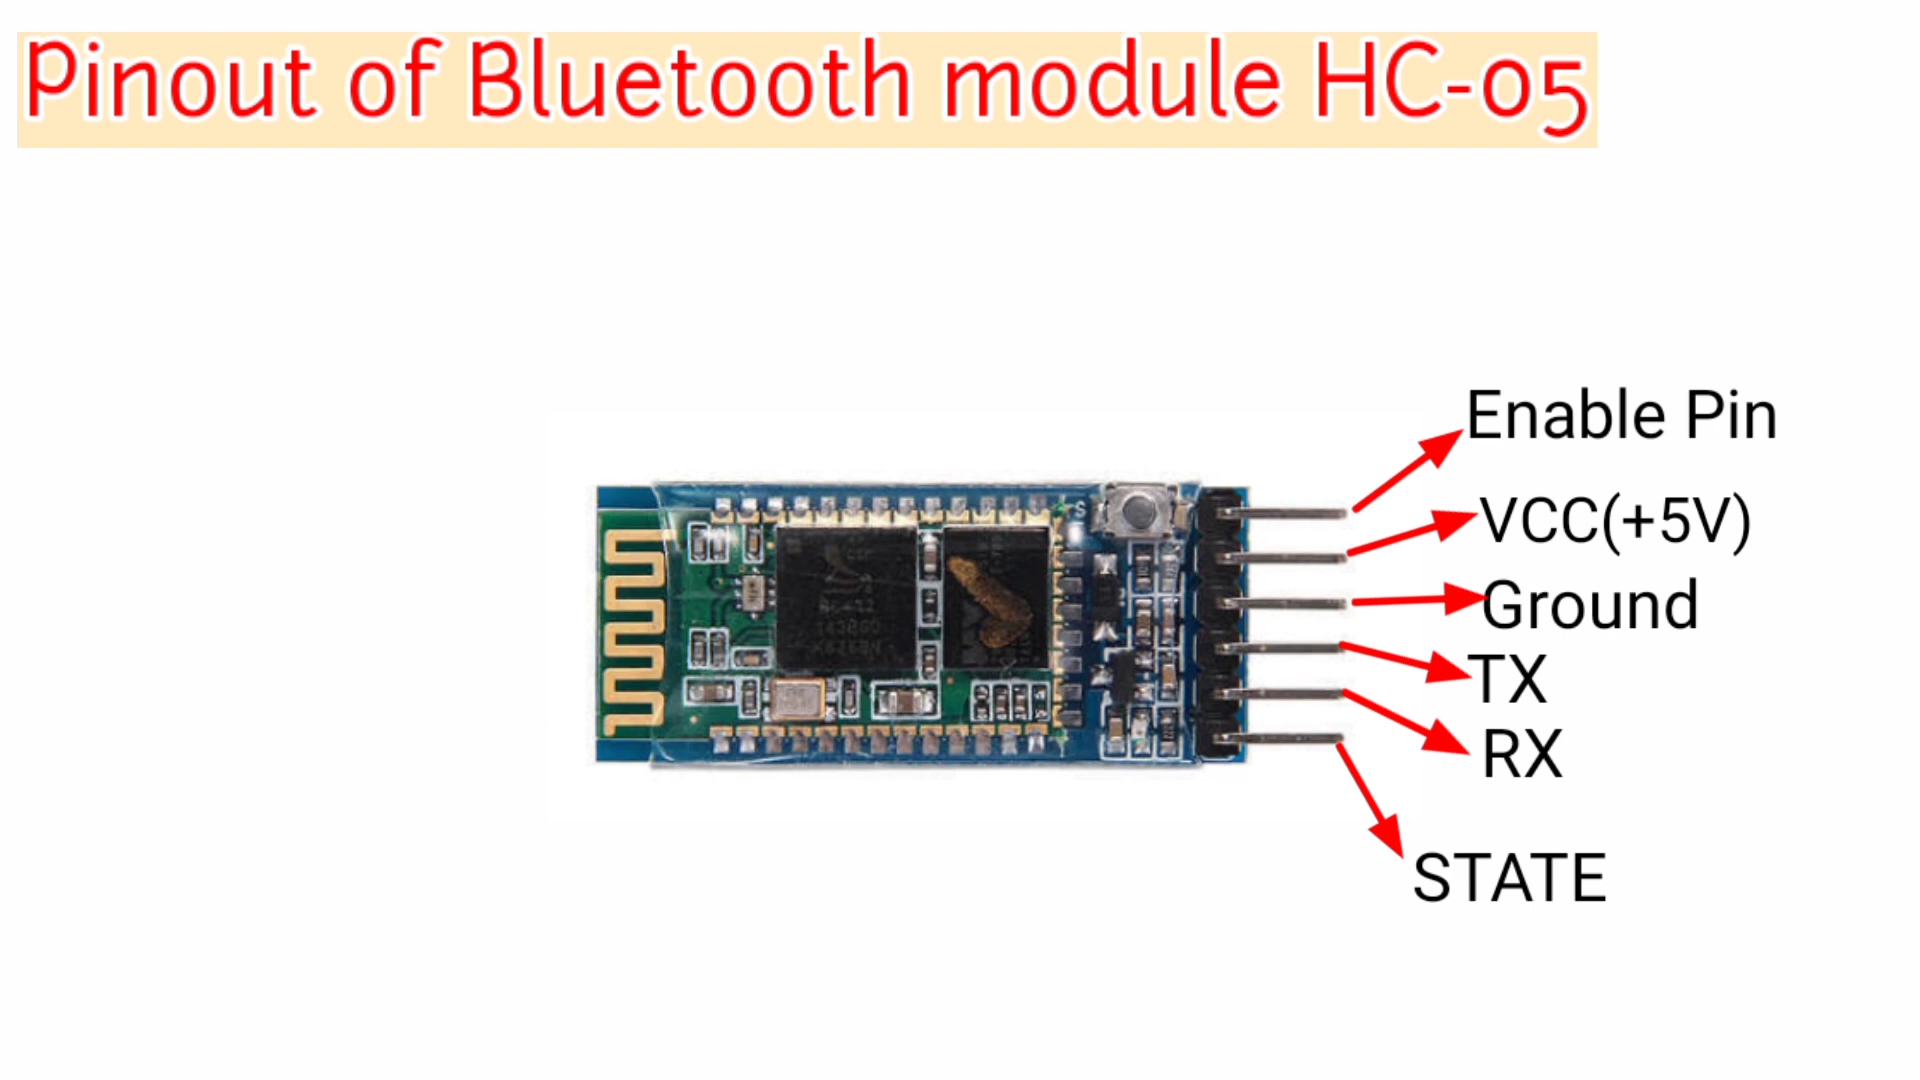 Pinout of Bluetooth module HC-05
Enable Pin
VCC(+5V)
Ground
TX
RX
STATE